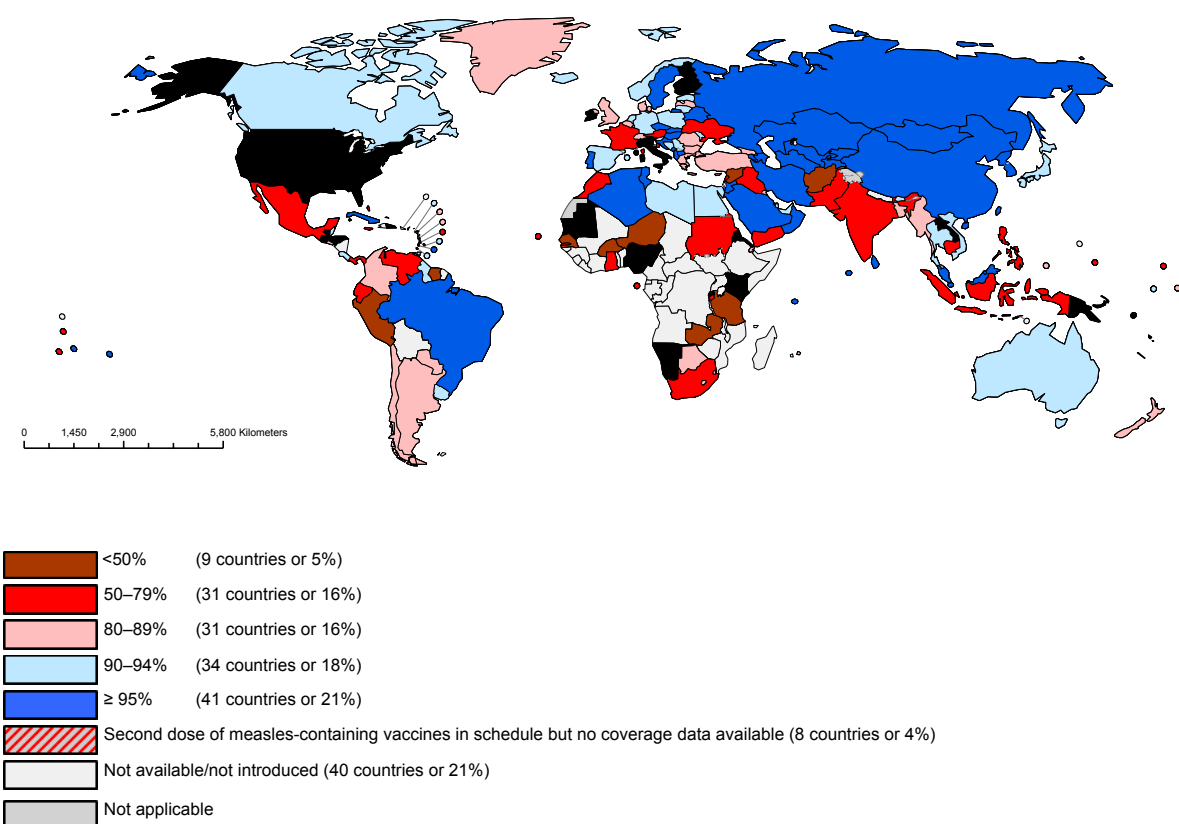 0 1,450 2,900 5,800 Kilometers
<50% (9 countries or 5%)
50–79% (31 countries or 16%)
80–89% (31 countries or 16%)
90–94% (34 countries or 18%)
≥ 95% (41 countries or 21%)
Second dose of measles-containing vaccines in schedule but no coverage data available (8 countries or 4%)
Not available/not introduced (40 countries or 21%)
Not applicable